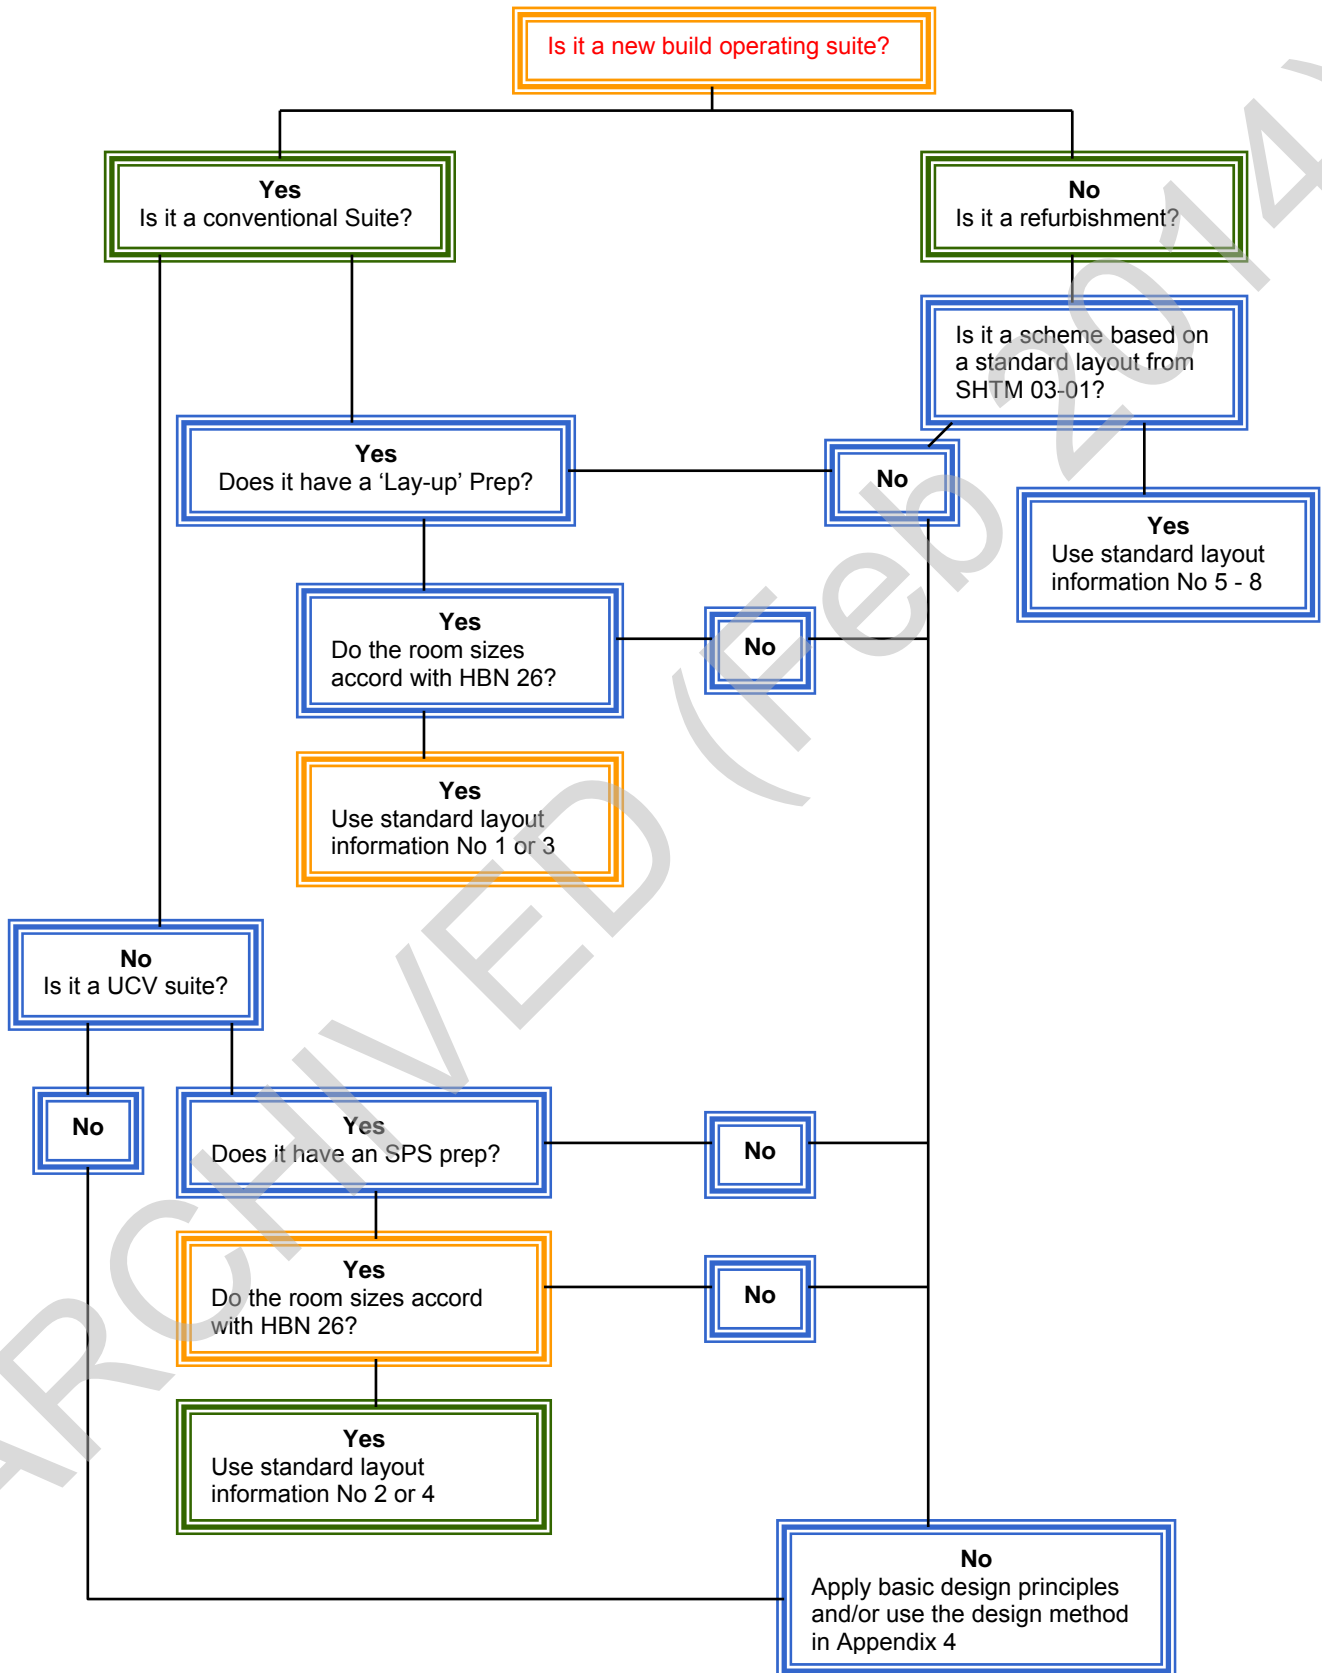 Is it a new build operating suite?
Yes
Is it a conventional Suite?
No
Is it a refurbishment?
Is it a scheme based on
a standard layout from
SHTM 03-01?
Yes
Does it have a ‘Lay-up’ Prep?
No
Yes
Use standard layout
information No 5 - 8
Yes
Do the room sizes
accord with HBN 26?
No
Yes
Use standard layout
information No 1 or 3
No
Is it a UCV suite?
No
Yes
Does it have an SPS prep?
No
Yes
Do the room sizes accord
with HBN 26?
No
Yes
Use standard layout
information No 2 or 4
No
Apply basic design principles
and/or use the design method
in Appendix 4
ARCHIVED (Feb 2014)